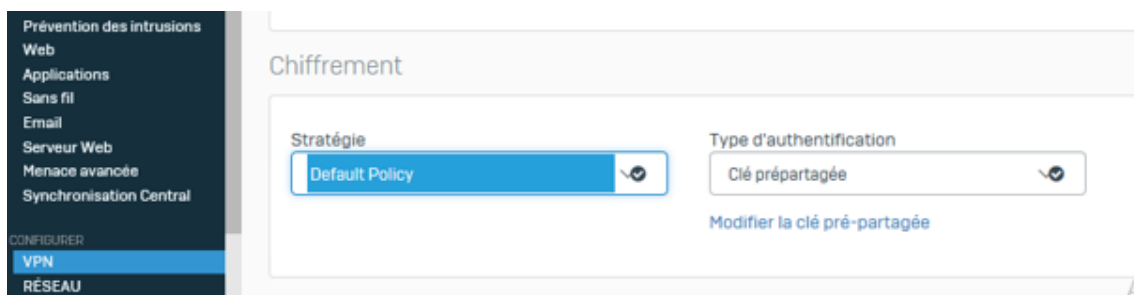 Prévention des intrusions
Web
Applications
Sans fil
Email
Serveur Web
Menace avancée
Synchronisation Central
CONFIGURER
VPN
RÉSEAU
Chiffrement
Stratégie
Default Policy
Type d'authentification
Clé prépartagée
Modifier la clé pré-partagée